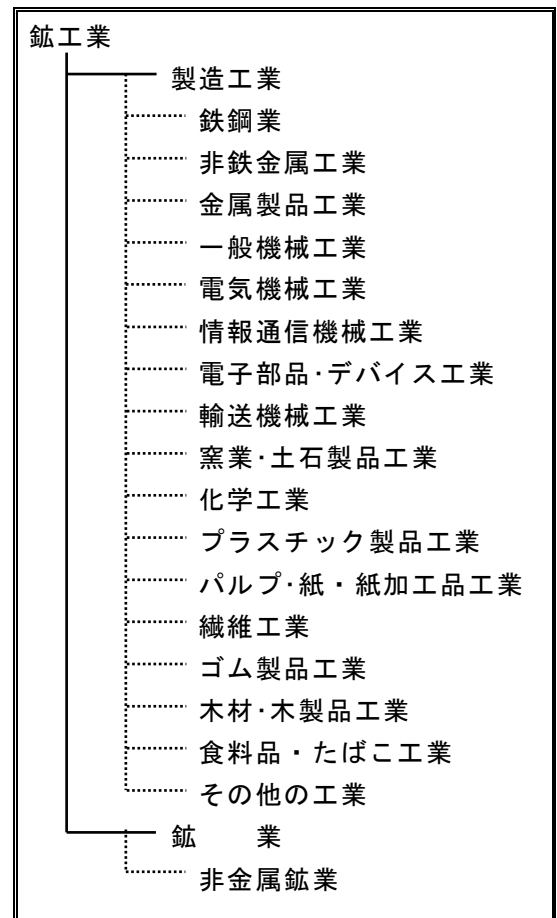 鉱工業
製造工業
鉄鋼業
非鉄金属工業
金属製品工業
一般機械工業
電気機械工業
情報通信機械工業
電子部品･デバイス工業
輸送機械工業
窯業･土石製品工業
化学工業
プラスチック製品工業
パルプ･紙・紙加工品工業
繊維工業
ゴム製品工業
木材･木製品工業
食料品・たばこ工業
その他の工業
鉱　　業
非金属鉱業